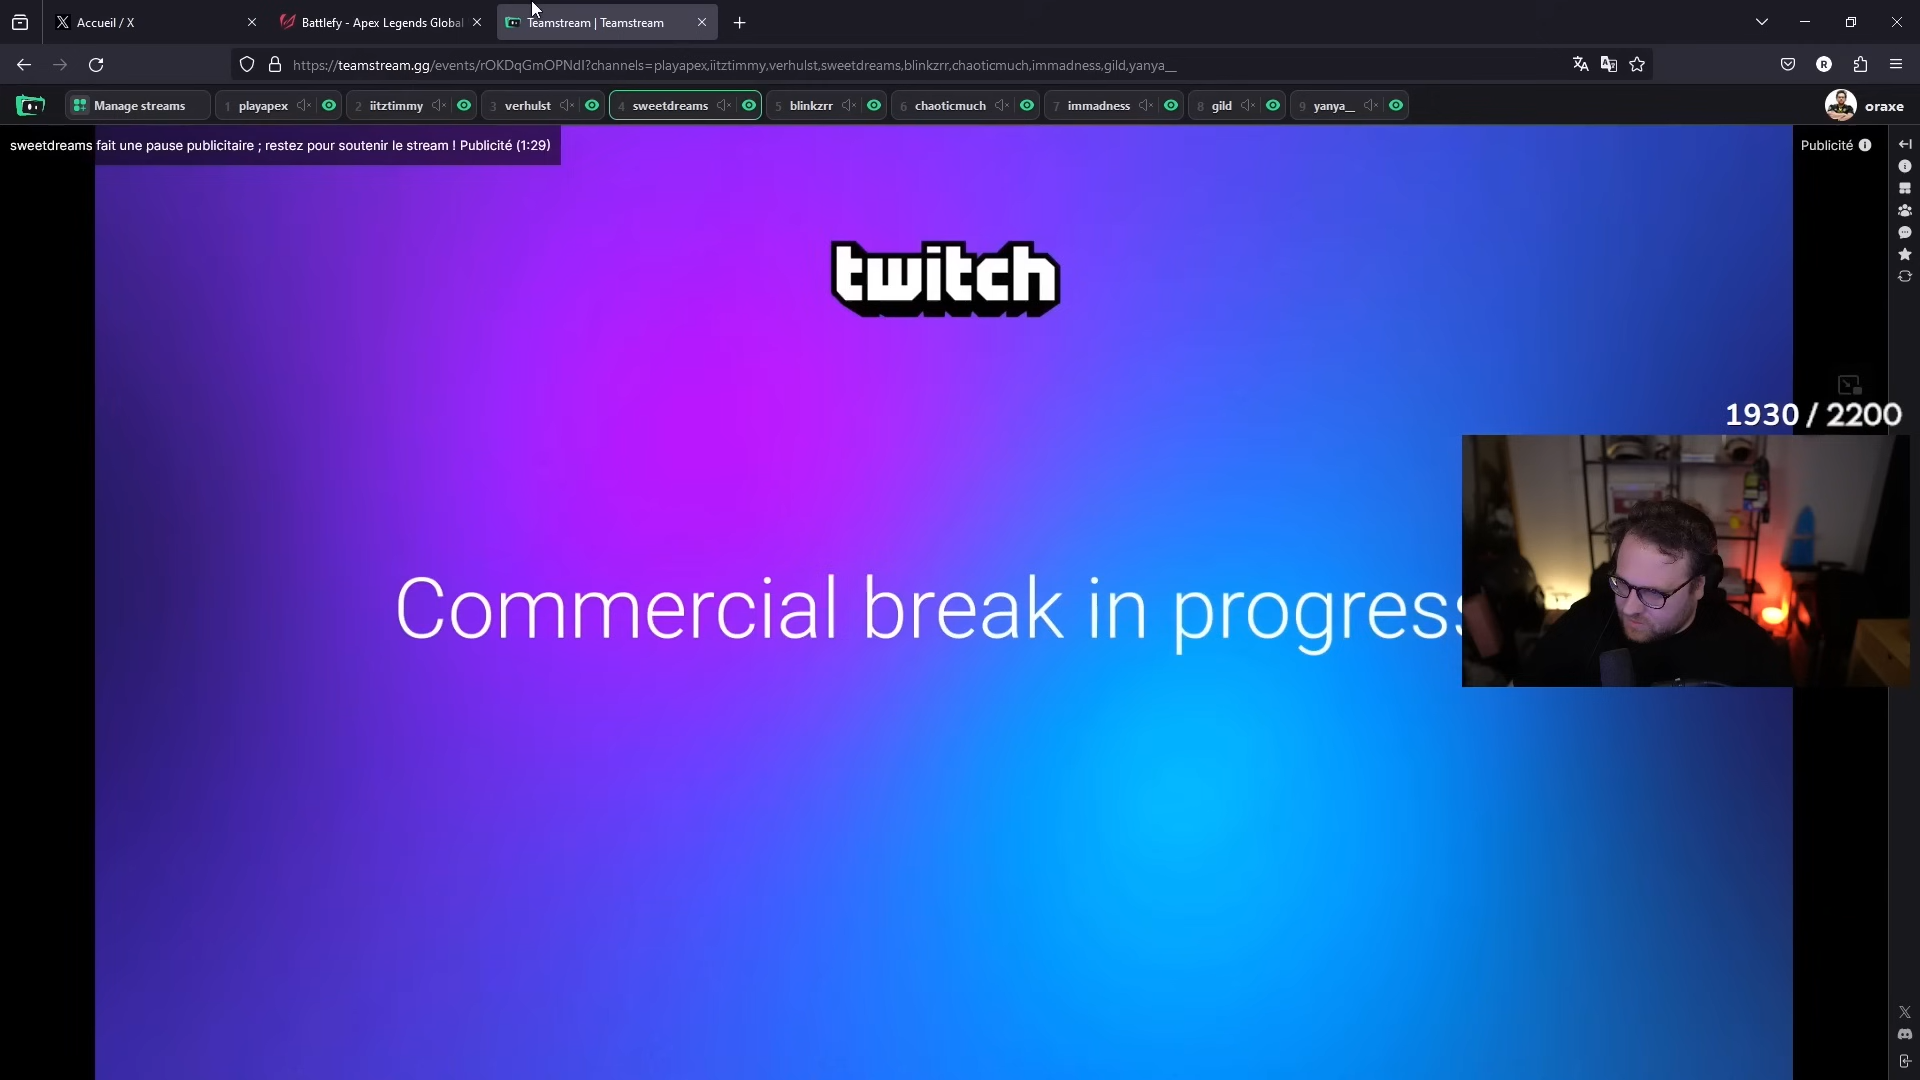 Accueil / X
Battlefy - Apex Legends Global
Teamstream | Teamstream
https://teamstream.gg/events/rOKDqGmOPNdI?channels=playapex,iitztimmy,verhulst,sweetdreams,blinkzrr,chaoticmuch,immadness,gild,yanya__
R
Manage streams
1 playapex
2 iitztimmy
3 verhulst
4 sweetdreams
5 blinkzrr
6 chaoticmuch
7 immadness
8 gild
9 yanya__
oraxe
sweetdreams fait une pause publicitaire ; restez pour soutenir le stream ! Publicité (1:29)
Publicité
twitch
1930 / 2200
Commercial break in progress